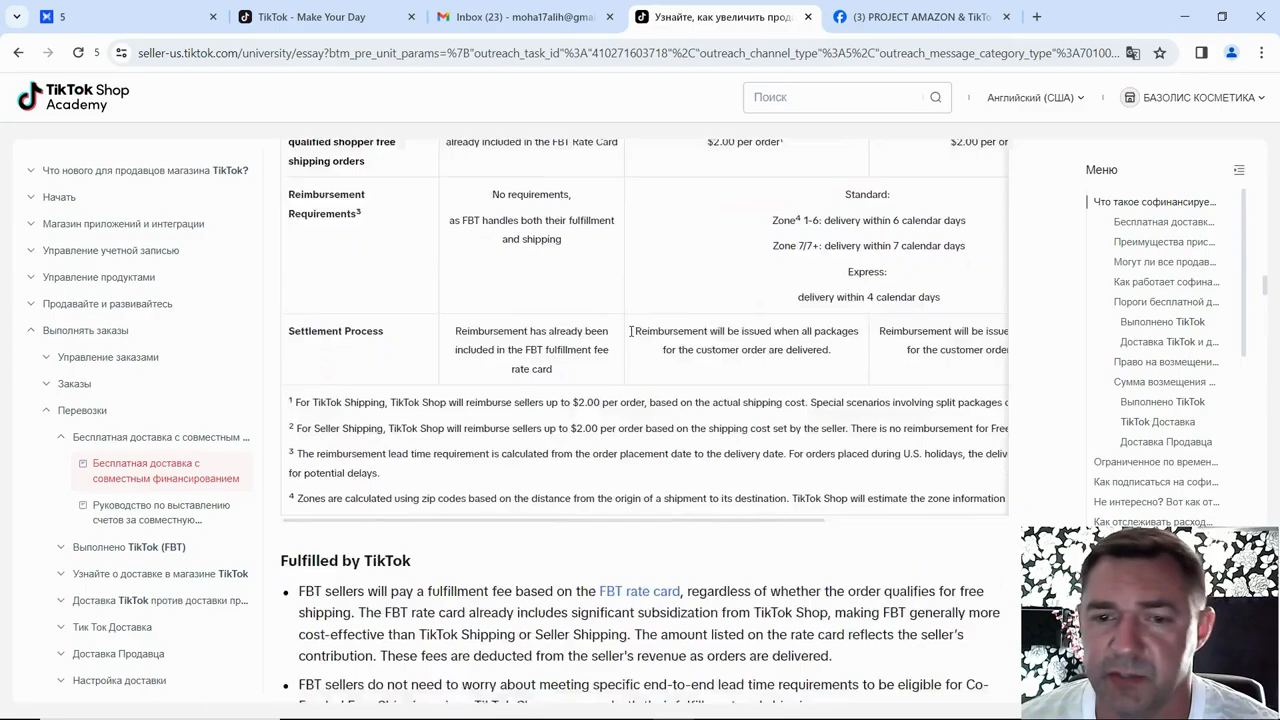 5
TikTok - Make Your Day
Inbox (23) - moha17alih@gma
Узнайте, как увеличить прод
(3) PROJECT AMAZON & TikTo
5
seller-us.tiktok.com/university/essay?btm_pre_unit_params=%7B"outreach_task_id%3A"410271603718"%2C"outreach_channel_type%3A5%2C"outreach_message_category_type"%3A70100...
TikTok Shop
Academy
Поиск
Английский (США)
БАЗОЛИС КОСМЕТИКА
Что нового для продавцов магазина TikTok?
Начать
Магазин приложений и интеграции
Управление учетной записью
Управление продуктами
Продавайте и развивайтесь
Выполнять заказы
Управление заказами
Заказы
Перевозки
Бесплатная доставка с совместным ...
Бесплатная доставка с
совместным финансированием
Руководство по выставлению
счетов за совместную...
Выполнено TikTok (FBT)
Узнайте о доставке в магазине TikTok
Доставка TikTok против доставки пр...
Тик Ток Доставка
Доставка Продавца
Настройка доставки
qualified shopper free
shipping orders
already included in the FBT Rate Card
$2.00 per order¹
$2.00 per or
Reimbursement
Requirements³
No requirements,
as FBT handles both their fulfillment
and shipping
Standard:
Zone⁴ 1-6: delivery within 6 calendar days
Zone 7/7+: delivery within 7 calendar days
Express:
delivery within 4 calendar days
Settlement Process
Reimbursement has already been
included in the FBT fulfillment fee
rate card
Reimbursement will be issued when all packages
for the customer order are delivered.
Reimbursement will be issue
for the customer orde
¹ For TikTok Shipping, TikTok Shop will reimburse sellers up to $2.00 per order, based on the actual shipping cost. Special scenarios involving split packages
² For Seller Shipping, TikTok Shop will reimburse sellers up to $2.00 per order based on the shipping cost set by the seller. There is no reimbursement for Free
³ The reimbursement lead time requirement is calculated from the order placement date to the delivery date. For orders placed during U.S. holidays, the deliv
for potential delays.
⁴ Zones are calculated using zip codes based on the distance from the origin of a shipment to its destination. TikTok Shop will estimate the zone information
Fulfilled by TikTok
• FBT sellers will pay a fulfillment fee based on the FBT rate card, regardless of whether the order qualifies for free
shipping. The FBT rate card already includes significant subsidization from TikTok Shop, making FBT generally more
cost-effective than TikTok Shipping or Seller Shipping. The amount listed on the rate card reflects the seller's
contribution. These fees are deducted from the seller's revenue as orders are delivered.
• FBT sellers do not need to worry about meeting specific end-to-end lead time requirements to be eligible for Co-
Меню
Что такое софинансируе...
Бесплатная доставк...
Преимущества прис...
Могут ли все продав...
Как работает софина...
Пороги бесплатной д...
Выполнено TikTok
Доставка TikTok и д...
Право на возмещени...
Сумма возмещения ...
Выполнено TikTok
TikTok Доставка
Доставка Продавца
Ограниченное по времен...
Как подписаться на софи...
Не интересно? Вот как от...
Как отслеживать расход...